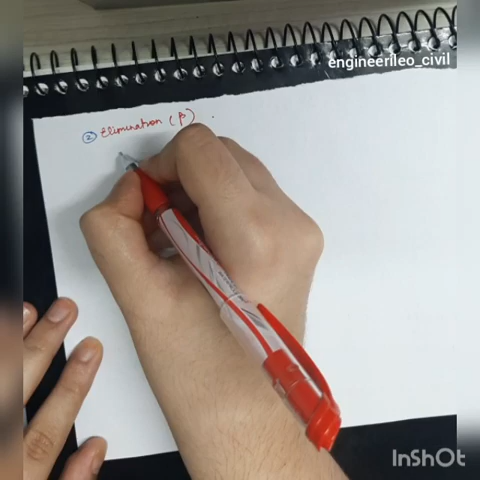 engineerileo_civil
② Elimination (β) .
InShOt